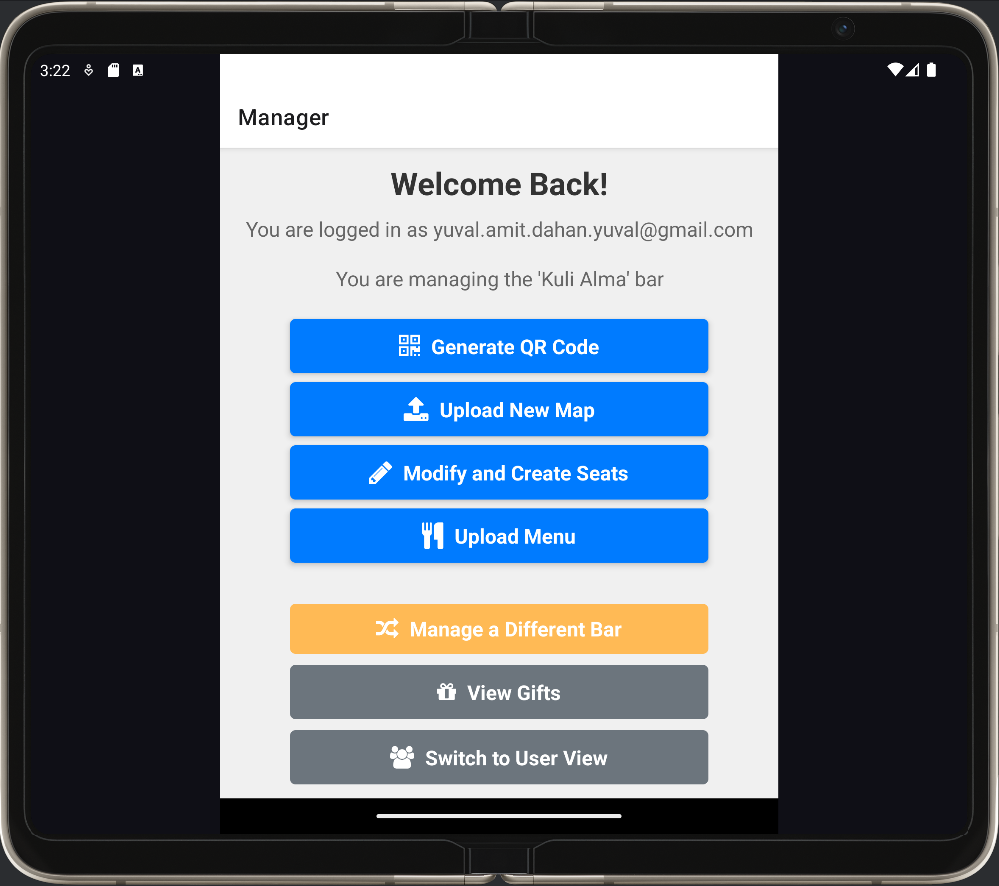 3:22
Manager
Welcome Back!
You are logged in as yuval.amit.dahan.yuval@gmail.com
You are managing the 'Kuli Alma' bar
Generate QR Code
Upload New Map
Modify and Create Seats
Upload Menu
Manage a Different Bar
View Gifts
Switch to User View